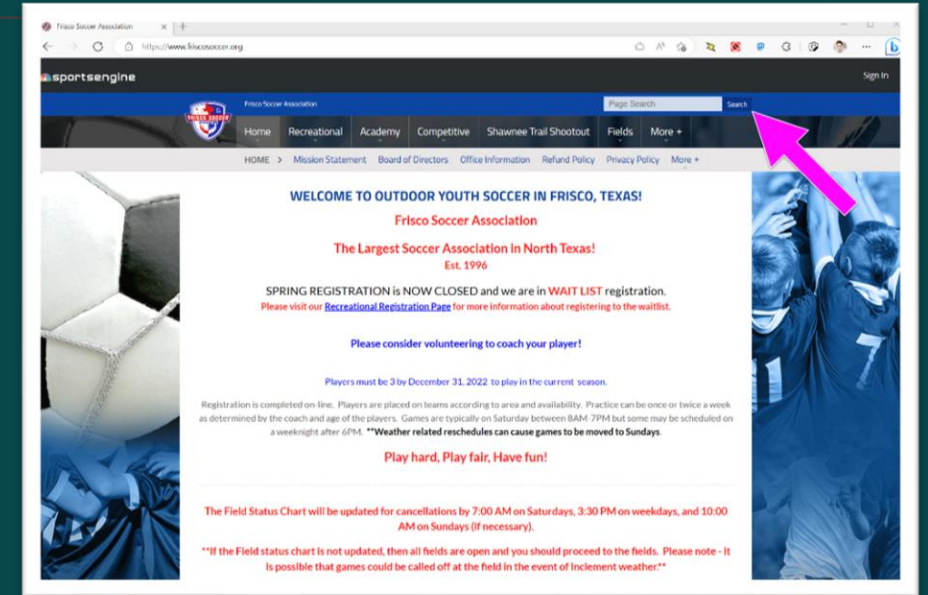 Frisco Soccer Association
https://www.friscosoccer.org
sportsengine
Sign In
FRISCO SOCCER
Frisco Soccer Association
Page Search
Search
Home Recreational Academy Competitive Shawnee Trail Shootout Fields More +
HOME > Mission Statement Board of Directors Office Information Refund Policy Privacy Policy More +
WELCOME TO OUTDOOR YOUTH SOCCER IN FRISCO, TEXAS!
Frisco Soccer Association
The Largest Soccer Association in North Texas!
Est. 1996
SPRING REGISTRATION is NOW CLOSED and we are in WAIT LIST registration.
Please visit our Recreational Registration Page for more information about registering to the waitlist.
Please consider volunteering to coach your player!
Players must be 3 by December 31, 2022 to play in the current season.
Registration is completed on-line. Players are placed on teams according to area and availability. Practice can be once or twice a week
as determined by the coach and age of the players. Games are typically on Saturday between 8AM-7PM but some may be scheduled on
a weeknight after 6PM. **Weather related reschedules can cause games to be moved to Sundays.
Play hard, Play fair, Have fun!
The Field Status Chart will be updated for cancellations by 7:00 AM on Saturdays, 3:30 PM on weekdays, and 10:00
AM on Sundays (if necessary).
**If the Field status chart is not updated, then all fields are open and you should proceed to the fields. Please note - it
is possible that games could be called off at the field in the event of inclement weather.**